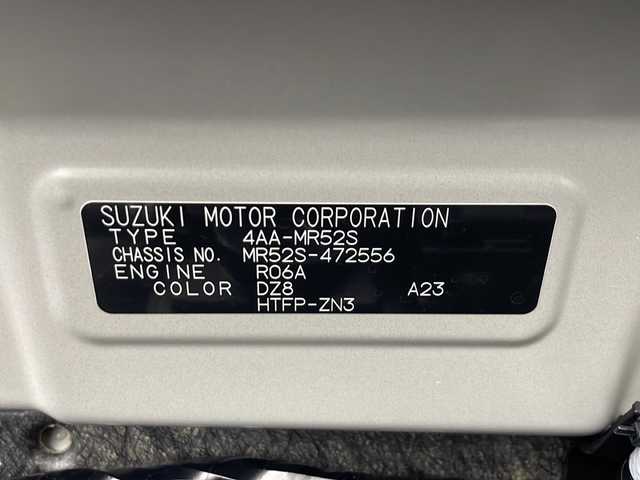 SUZUKI MOTOR CORPORATION
TYPE 4AA-MR52S
CHASSIS NO. MR52S-472556
ENGINE R06A
COLOR DZ8 A23
HTFP-ZN3